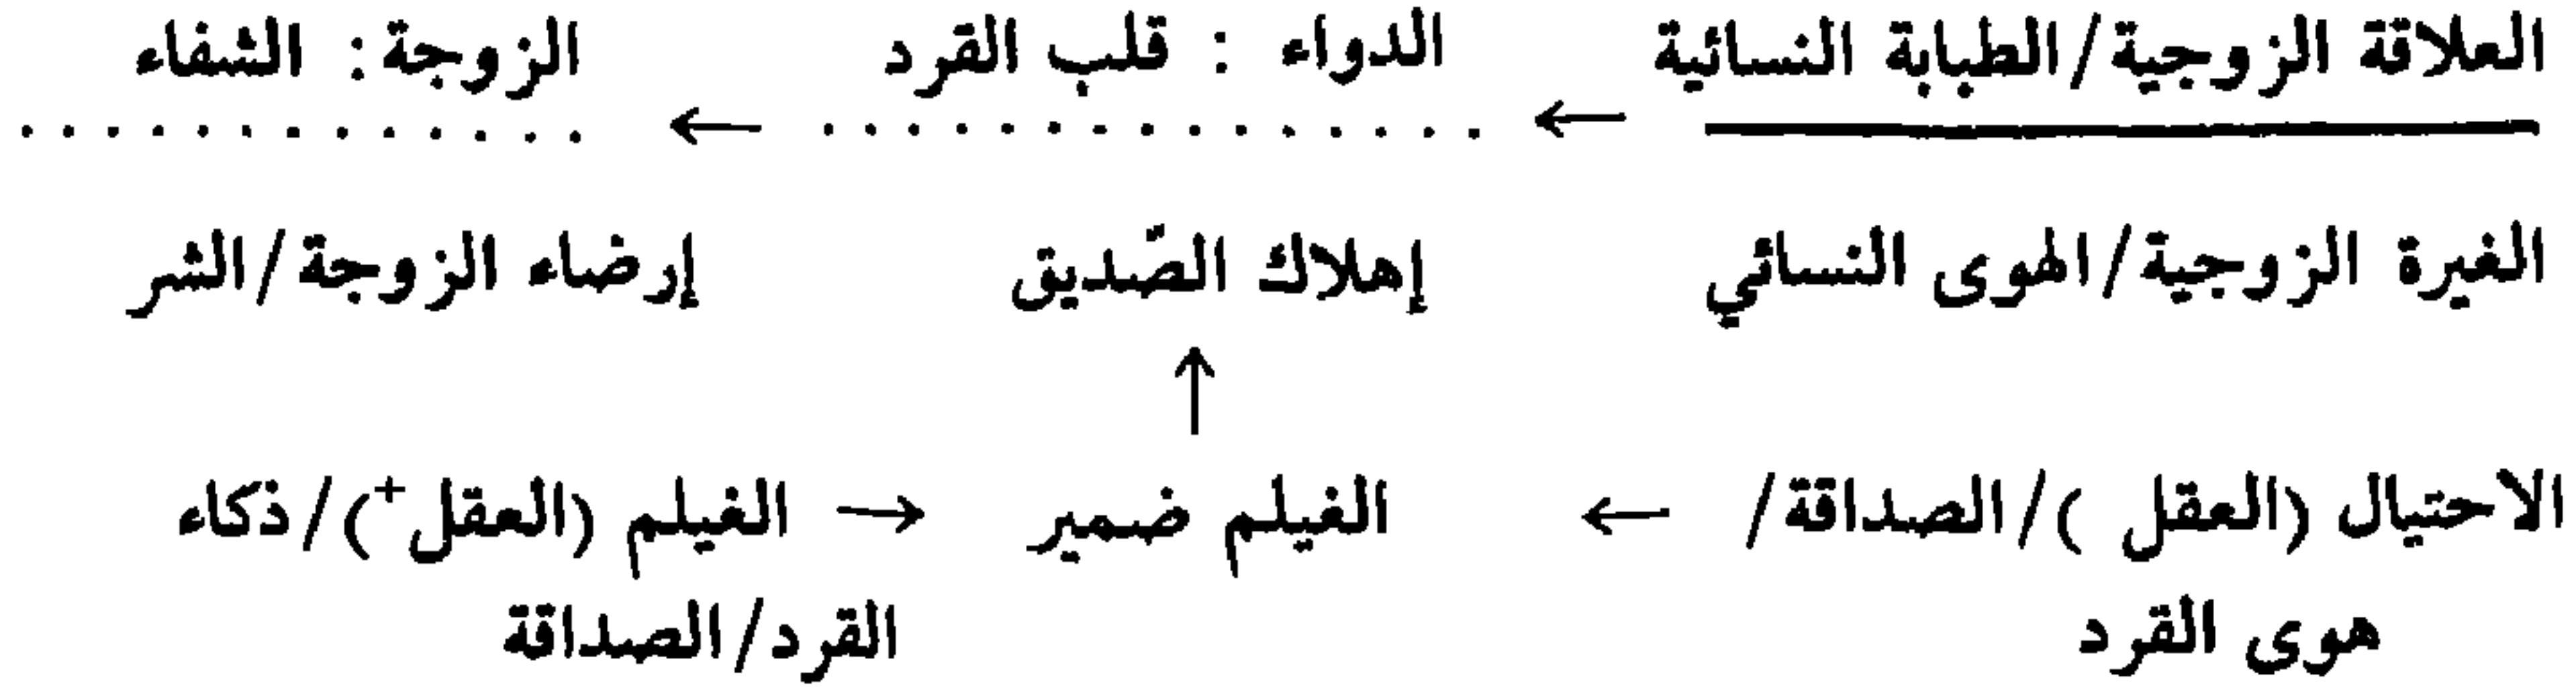 العلاقة الزوجية/الطبابة النسائية ← الدواء : قلب القرد ← الزوجة: الشفاء
الغيرة الزوجية/الهوى النسائي إهلاك الصّديق إرضاء الزوجة/الشر
↑
الاحتيال (العقل )/الصداقة/ ← الغيلم ضمير → الغيلم (العقل+)/ذكاء
هوى القرد القرد/الصداقة